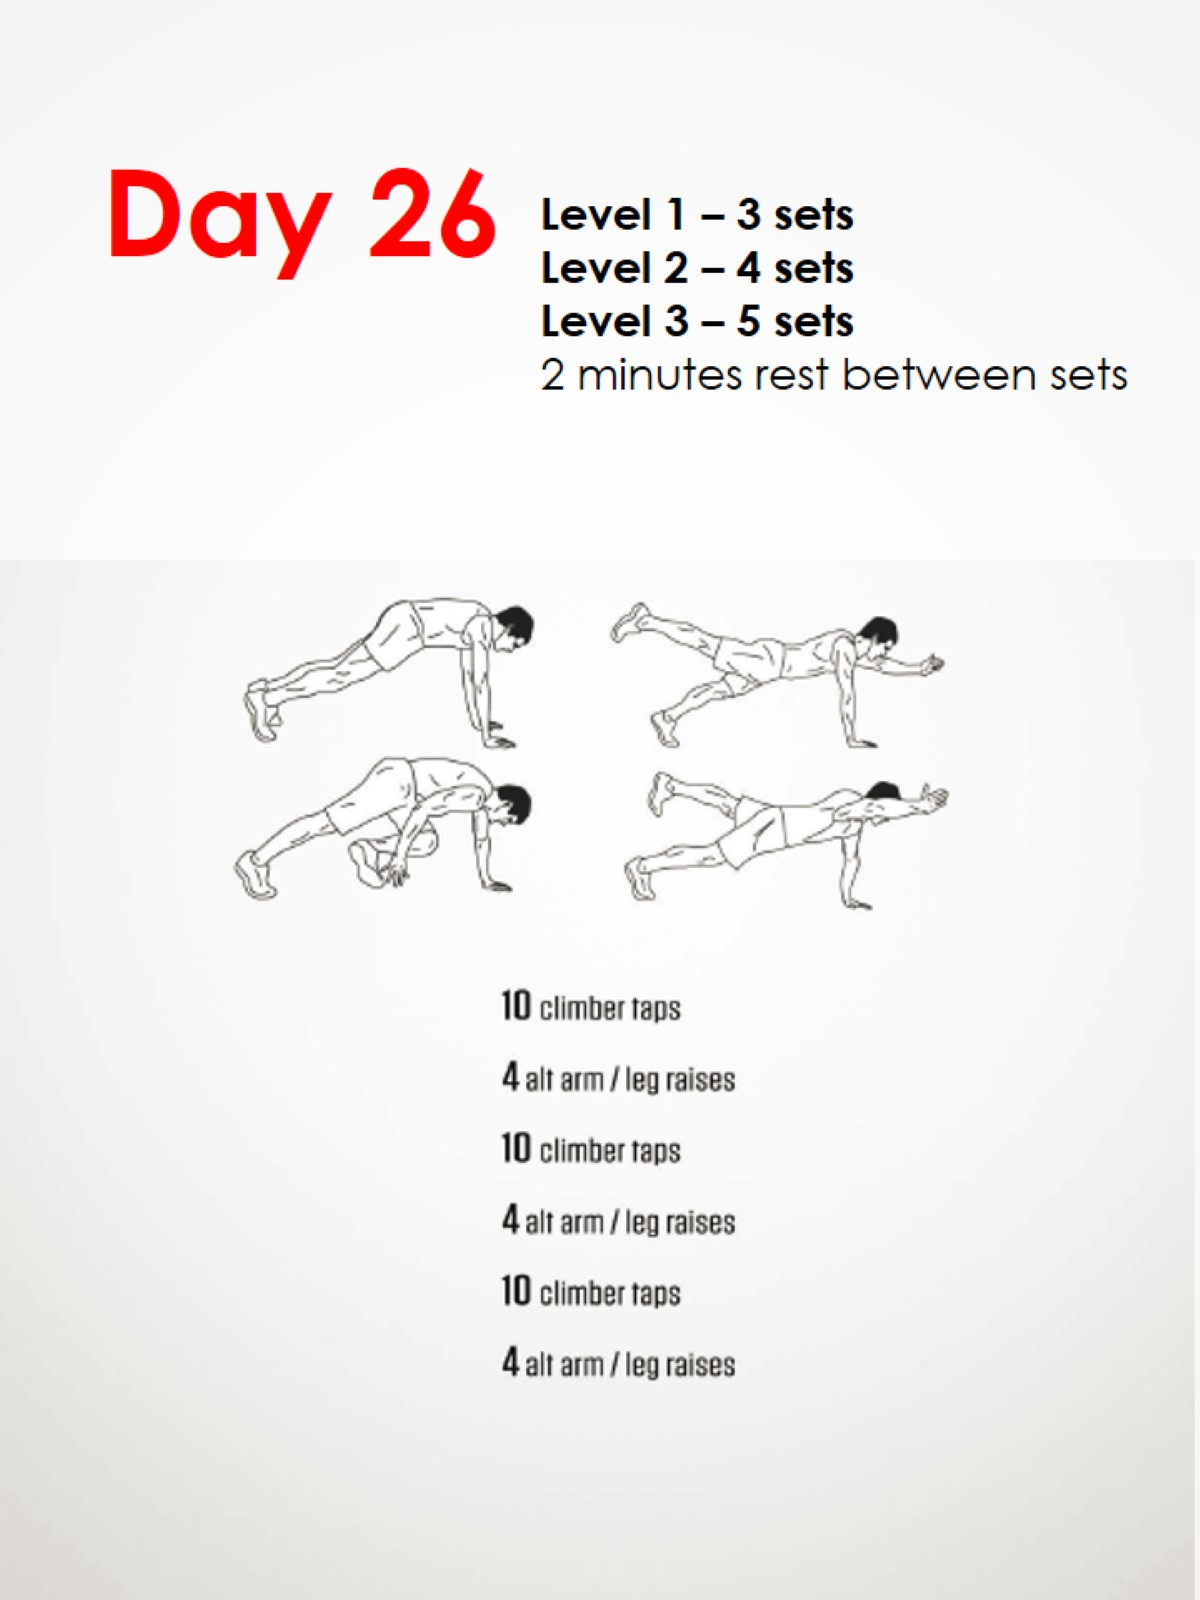 Day 26
Level 1 – 3 sets
Level 2 – 4 sets
Level 3 – 5 sets
2 minutes rest between sets
10 climber taps
4 alt arm / leg raises
10 climber taps
4 alt arm / leg raises
10 climber taps
4 alt arm / leg raises